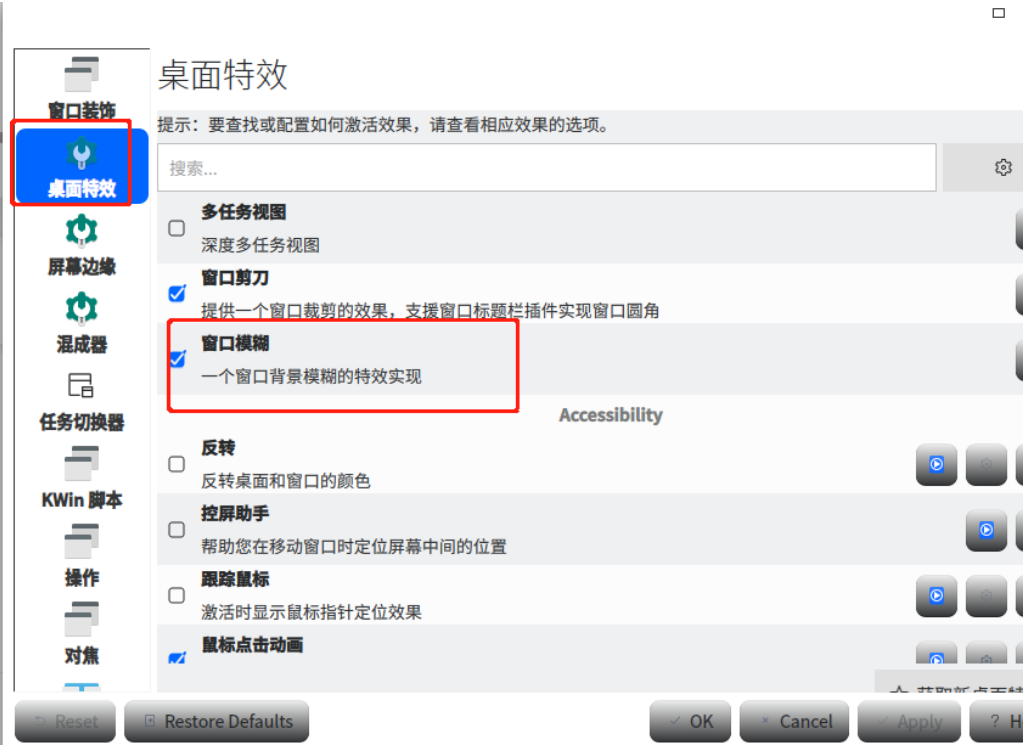 桌面特效
窗口装饰
提示：要查找或配置如何激活效果，请查看相应效果的选项。
搜索...
桌面特效
多任务视图
深度多任务视图
屏幕边缘
窗口剪刀
提供一个窗口裁剪的效果，支援窗口标题栏插件实现窗口圆角
混成器
窗口模糊
一个窗口背景模糊的特效实现
任务切换器
Accessibility
反转
反转桌面和窗口的颜色
KWin 脚本
控屏助手
帮助您在移动窗口时定位屏幕中间的位置
操作
跟踪鼠标
激活时显示鼠标指针定位效果
对焦
鼠标点击动画
Reset
Restore Defaults
OK
Cancel
Apply
? H